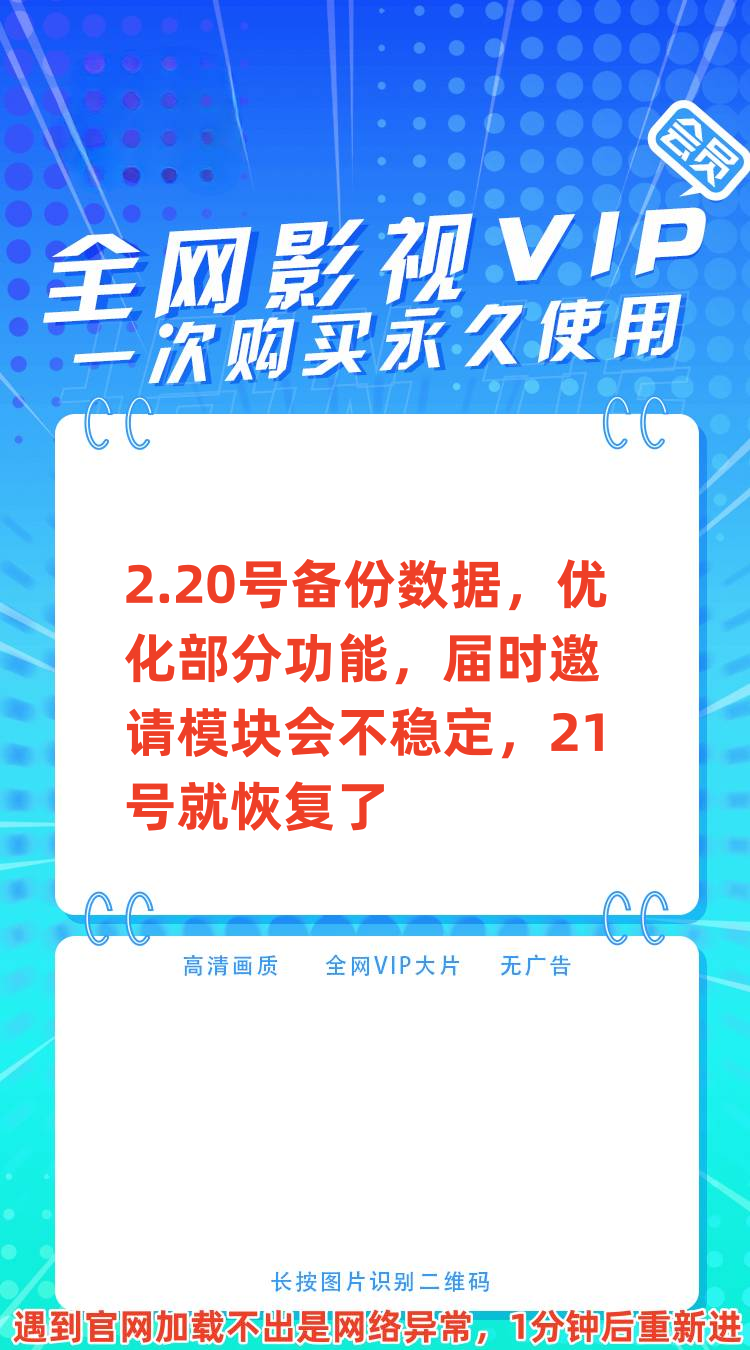 会员
全网影视VIP
一次购买永久使用
2.20号备份数据，优
化部分功能，届时邀
请模块会不稳定，21
号就恢复了
高清画质 全网VIP大片 无广告
长按图片识别二维码
遇到官网加载不出是网络异常，1分钟后重新进